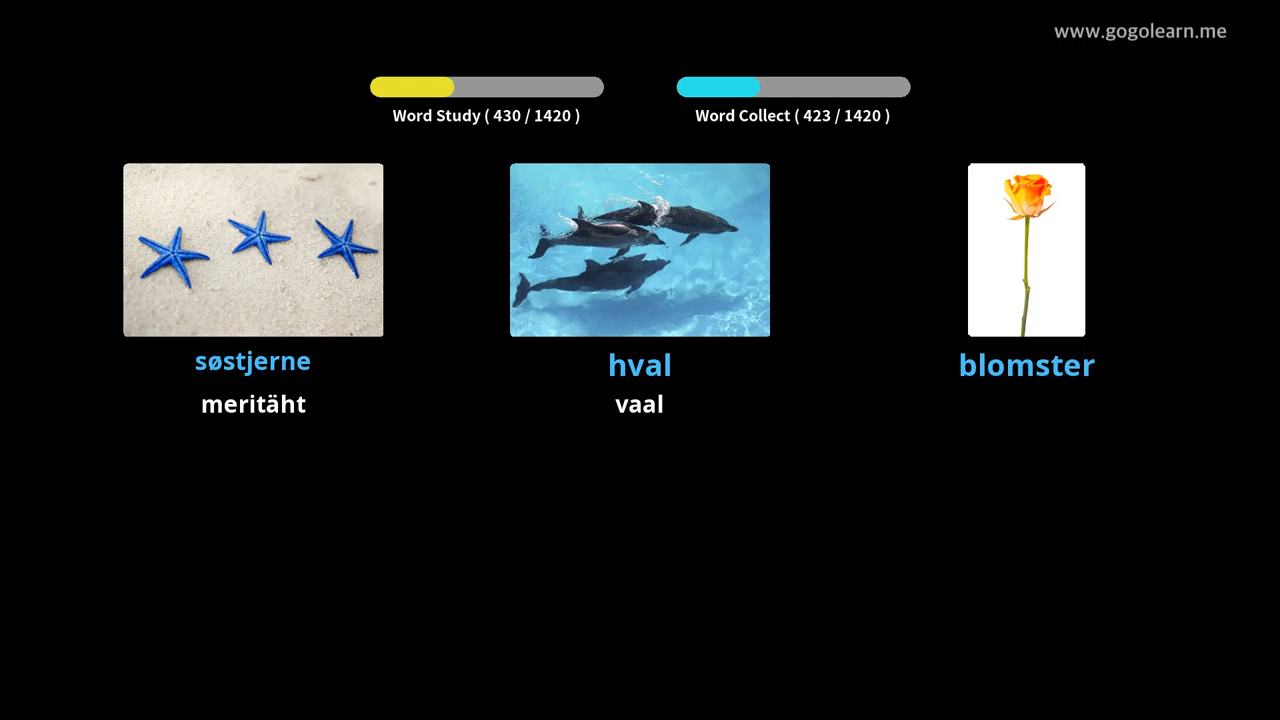 www.gogolearn.me
Word Study ( 430 / 1420 )
Word Collect ( 423 / 1420 )
søstjerne
hval
blomster
meritäht
vaal